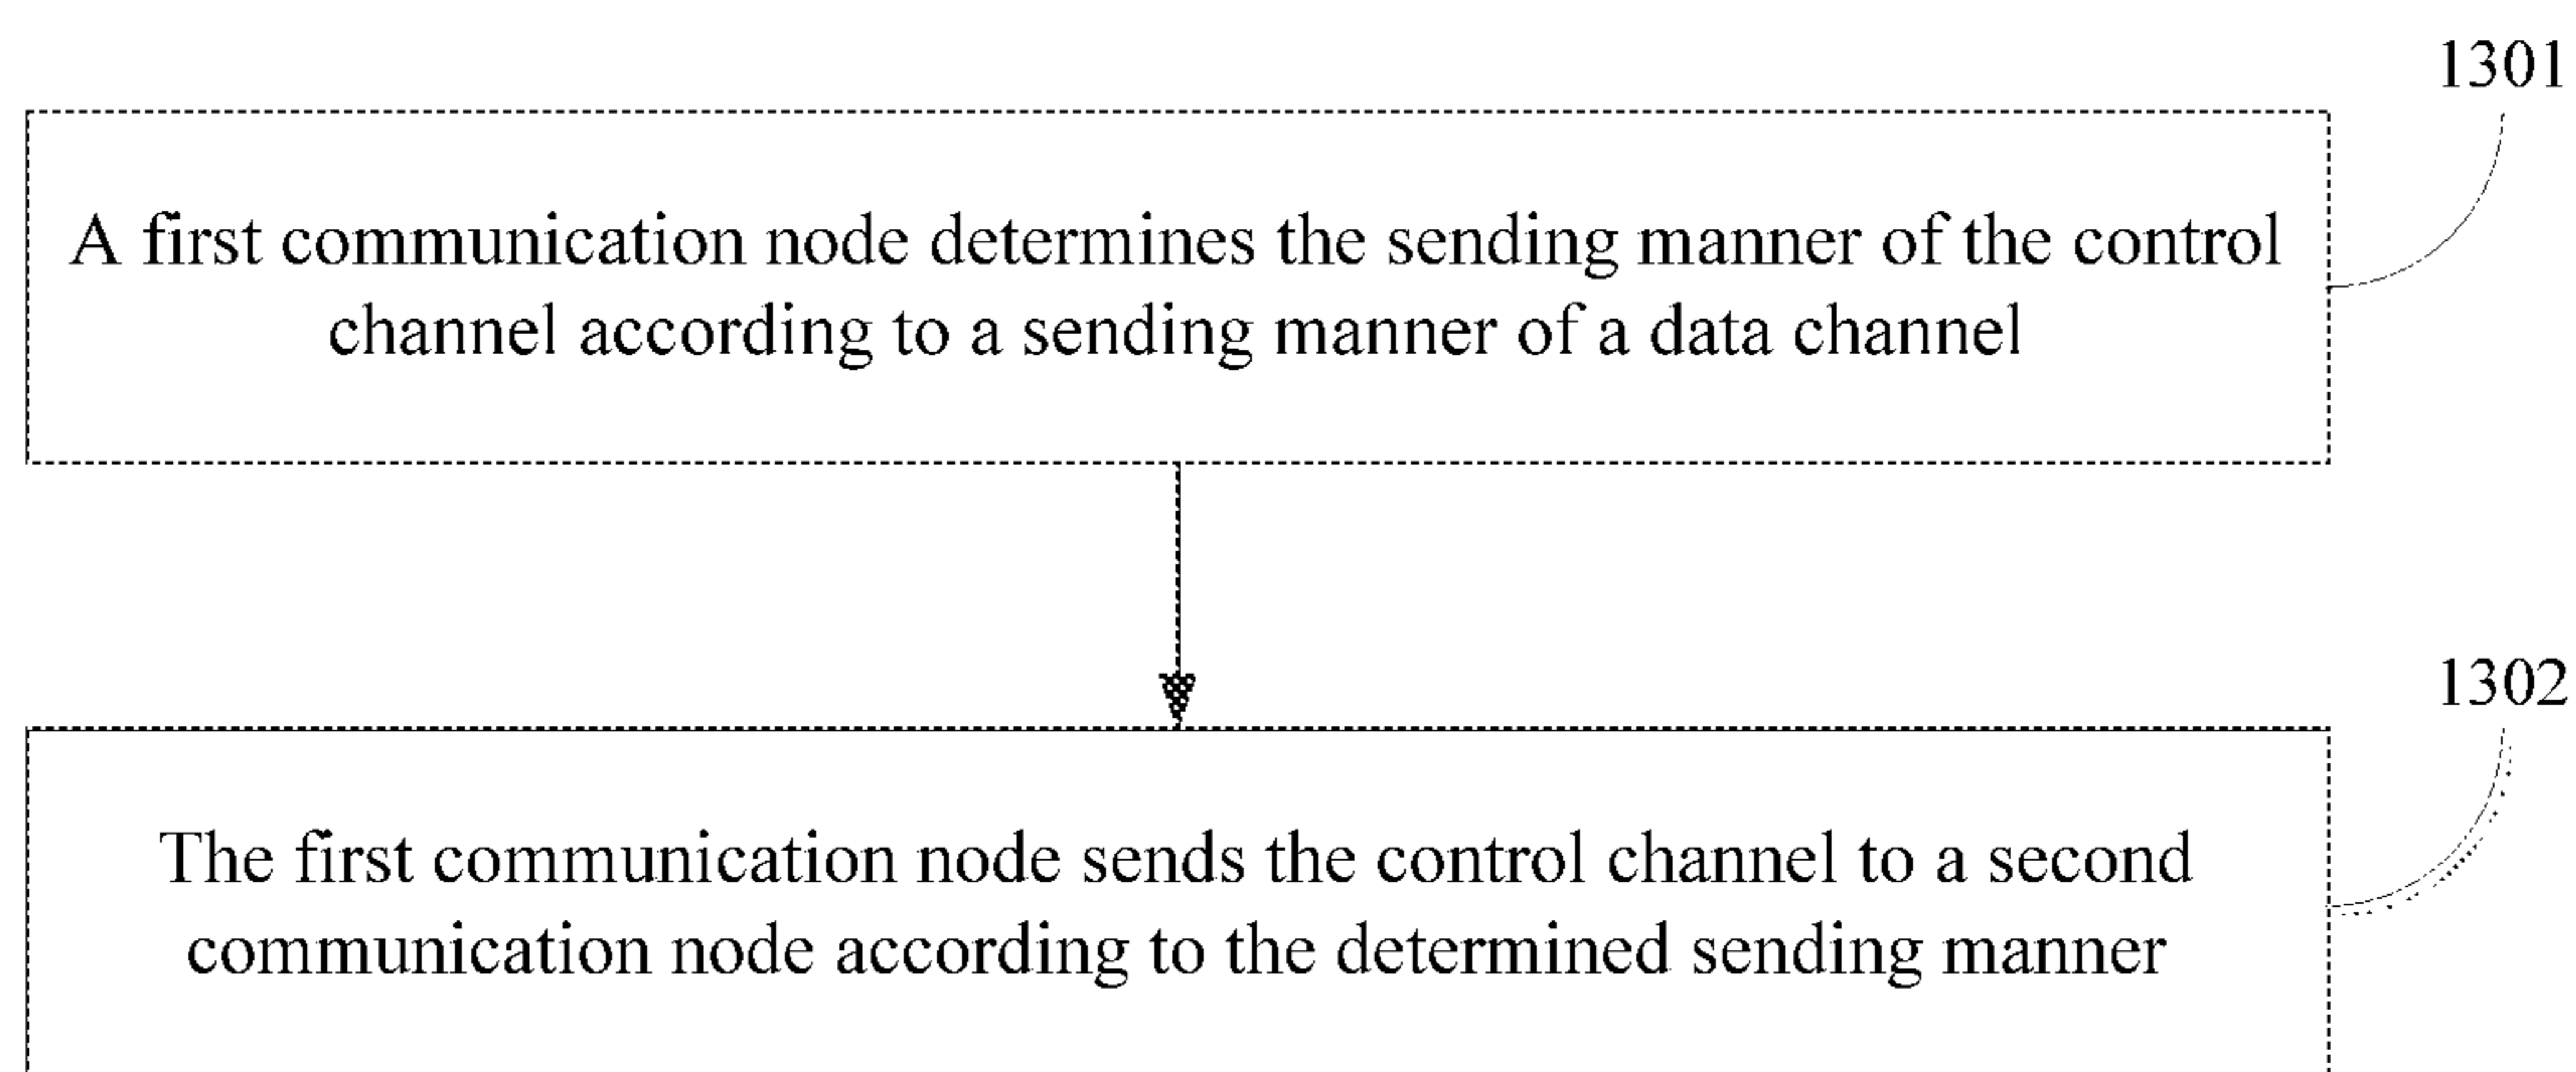 1301
A first communication node determines the sending manner of the control
channel according to a sending manner of a data channel
1302
The first communication node sends the control channel to a second
communication node according to the determined sending manner